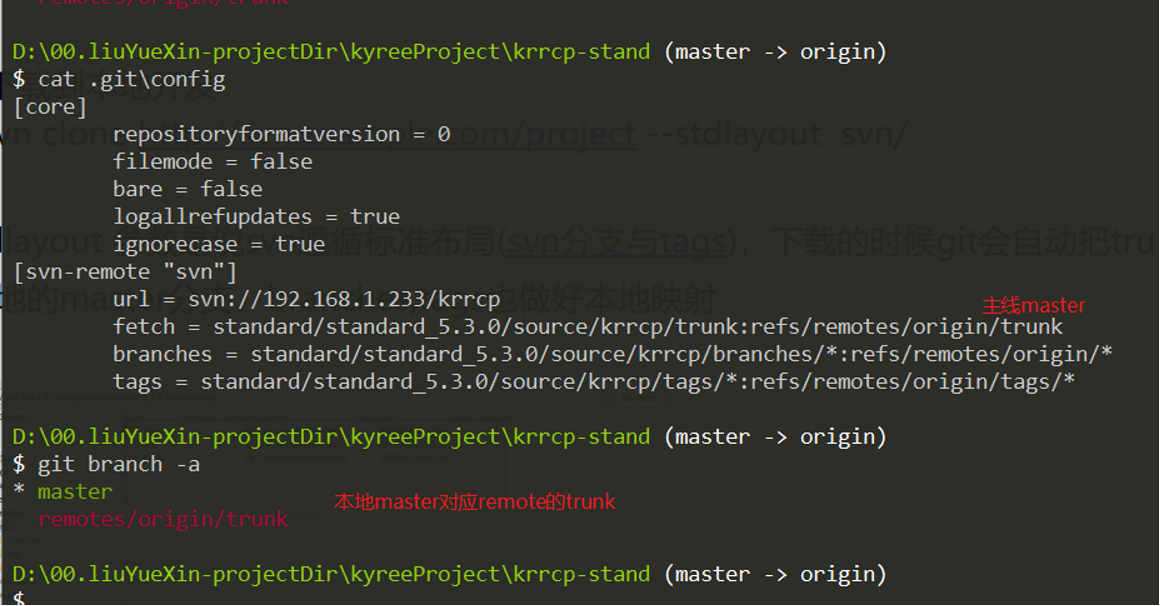 remotes/origin/trunk
D:\00.liuYueXin-projectDir\kyreeProject\krrcp-stand (master -> origin)
$ cat .git\config
[core]
repositoryformatversion = 0
filemode = false
bare = false
logallrefupdates = true
ignorecase = true
[svn-remote "svn"]
url = svn://192.168.1.233/krrcp
主线master
fetch = standard/standard_5.3.0/source/krrcp/trunk:refs/remotes/origin/trunk
branches = standard/standard_5.3.0/source/krrcp/branches/*:refs/remotes/origin/*
tags = standard/standard_5.3.0/source/krrcp/tags/*:refs/remotes/origin/tags/*
D:\00.liuYueXin-projectDir\kyreeProject\krrcp-stand (master -> origin)
$ git branch -a
* master
本地master对应remote的trunk
remotes/origin/trunk
D:\00.liuYueXin-projectDir\kyreeProject\krrcp-stand (master -> origin)
$